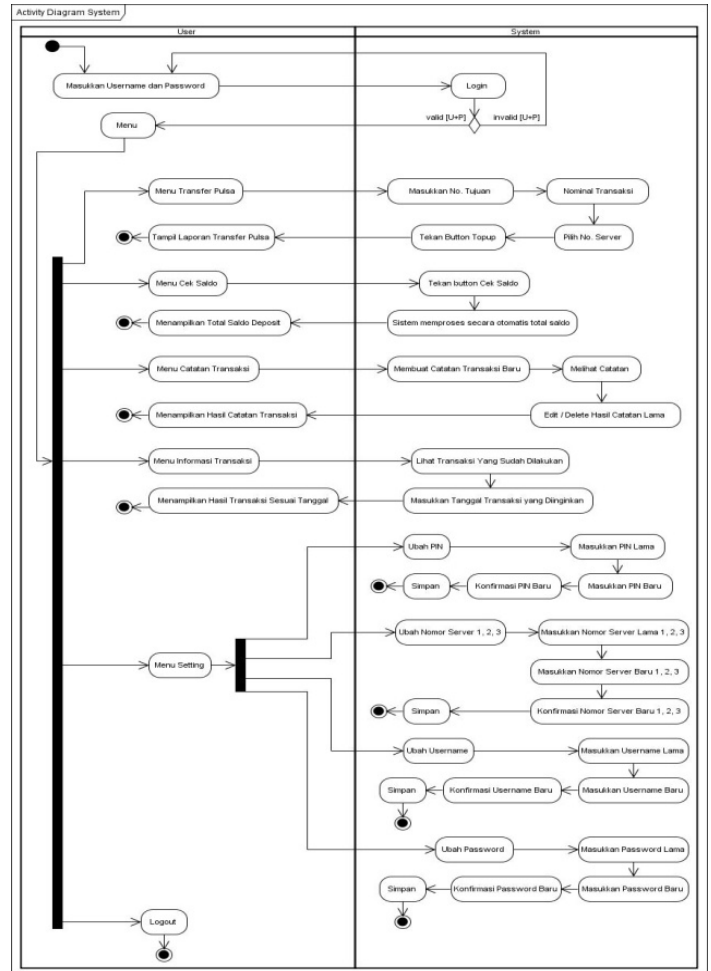 Activity Diagram System
User
System
Masukkan Username dan Password
Login
valid [U+P]
invalid [U+P]
Menu
Menu Transfer Pulsa
Masukkan No. Tujuan
Nominal Transaksi
Tampil Laporan Transfer Pulsa
Tekan Button Topup
Pilih No. Server
Menu Cek Saldo
Tekan button Cek Saldo
Menampilkan Total Saldo Deposit
Sistem memproses secara otomatis total saldo
Menu Catatan Transaksi
Membuat Catatan Transaksi Baru
Melihat Catatan
Menampilkan Hasil Catatan Transaksi
Edit / Delete Hasil Catatan Lama
Menu Informasi Transaksi
Lihat Transaksi Yang Sudah Dilakukan
Menampilkan Hasil Transaksi Sesuai Tanggal
Masukkan Tanggal Transaksi yang Diinginkan
Ubah PIN
Masukkan PIN Lama
Simpan
Konfirmasi PIN Baru
Masukkan PIN Baru
Ubah Nomor Server 1, 2, 3
Masukkan Nomor Server Lama 1, 2, 3
Menu Setting
Masukkan Nomor Server Baru 1, 2, 3
Simpan
Konfirmasi Nomor Server Baru 1, 2, 3
Ubah Username
Masukkan Username Lama
Simpan
Konfirmasi Username Baru
Masukkan Username Baru
Ubah Password
Masukkan Password Lama
Simpan
Konfirmasi Password Baru
Masukkan Password Baru
Logout